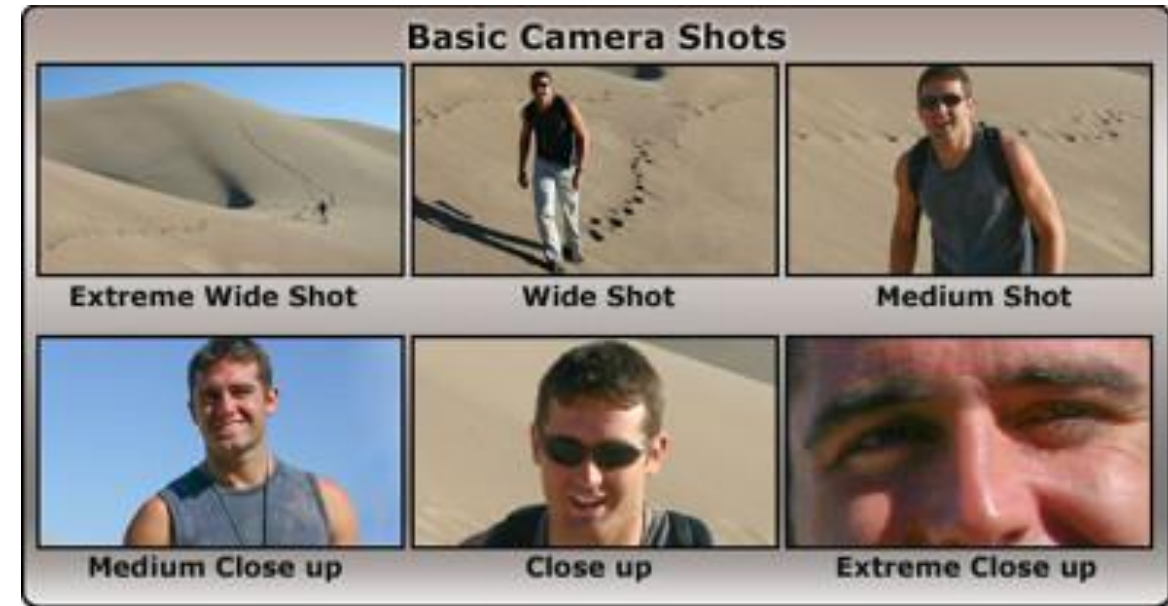 Basic Camera Shots
Extreme Wide Shot
Wide Shot
Medium Shot
Medium Close up
Close up
Extreme Close up